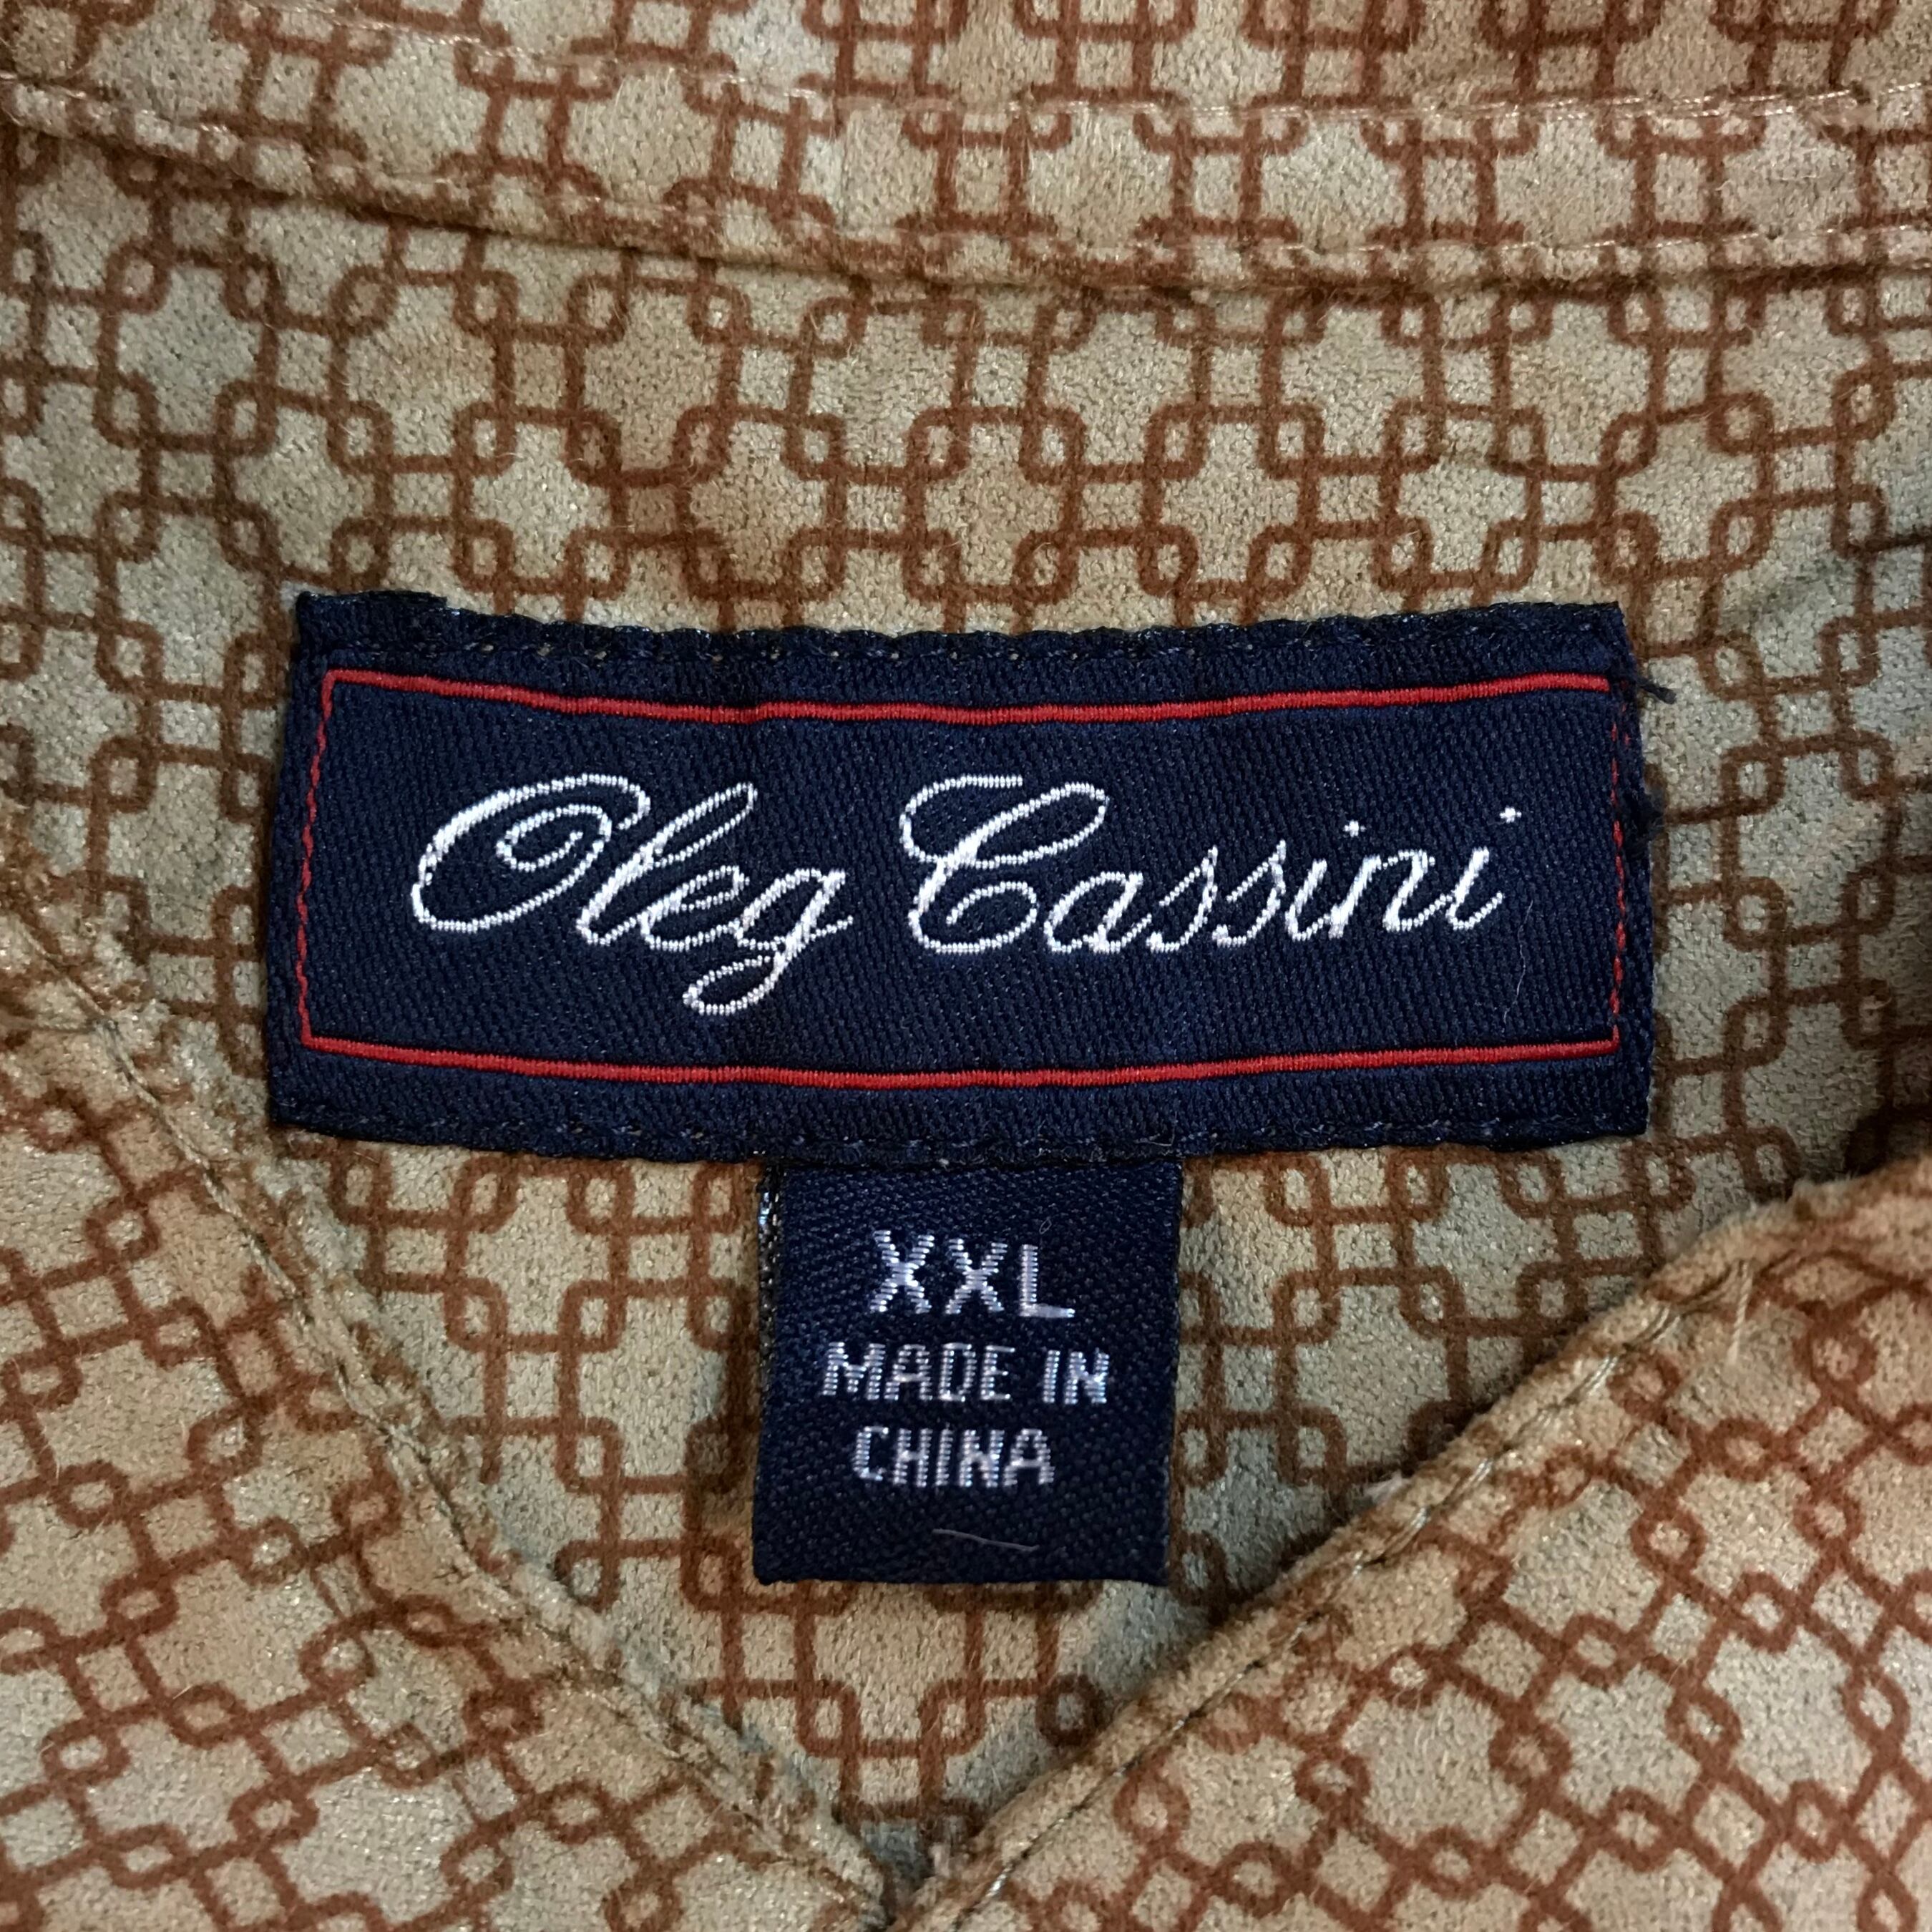 Oleg Cassini
XXL
MADE IN
CHINA